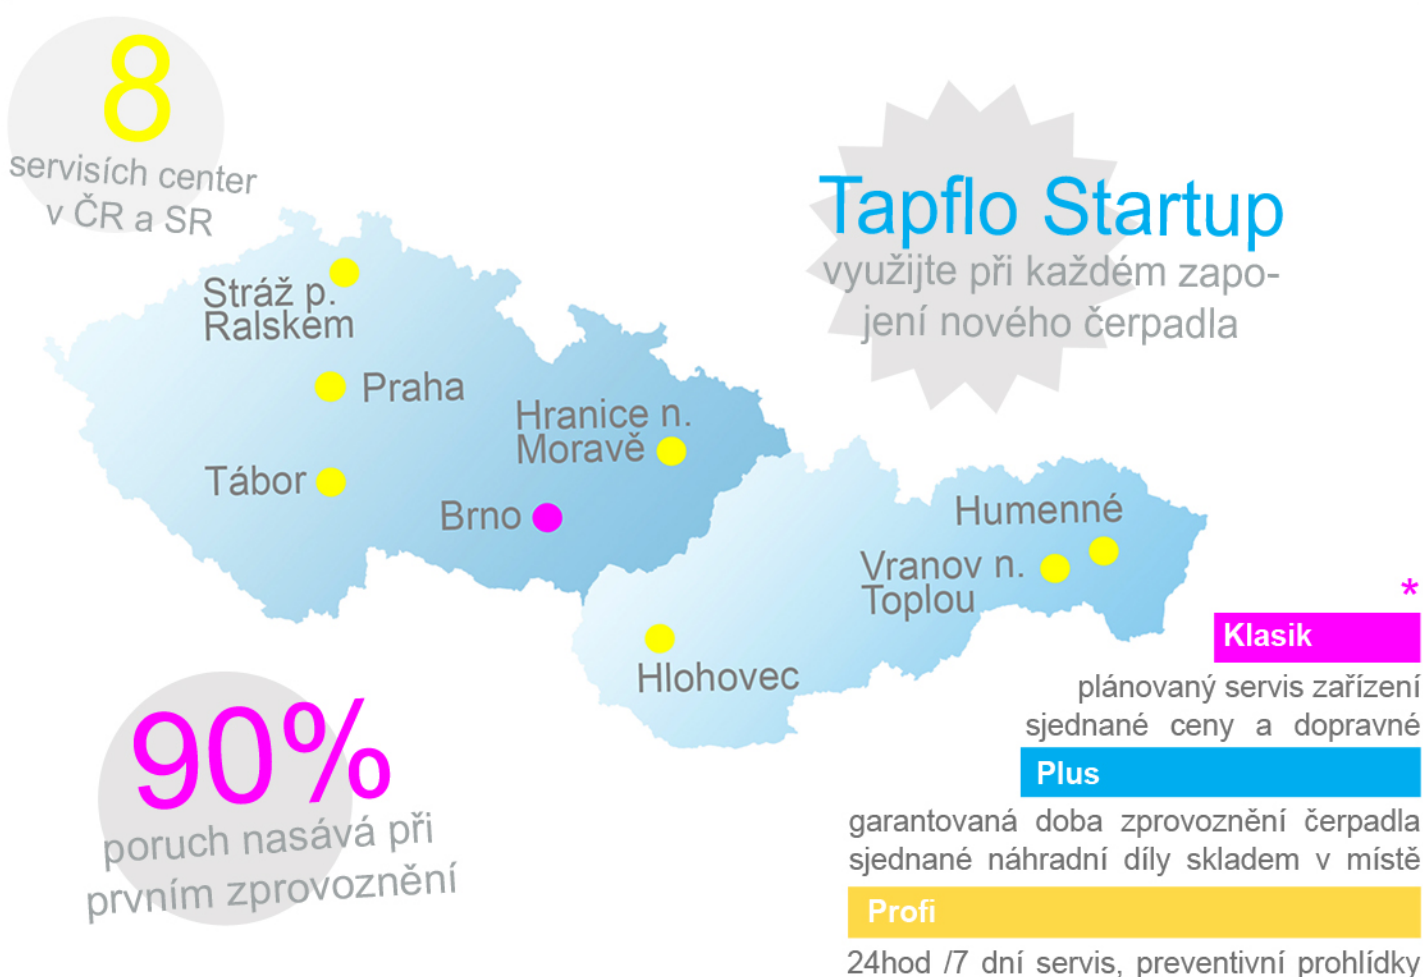 8
servisích center
v ČR a SR
Tapflo Startup
využijte při každém zapo-
jení nového čerpadla
Stráž p.
Ralskem
Praha
Hranice n.
Moravě
Tábor
Brno
Humenné
Vranov n.
Toplou
Hlohovec
90%
poruch nasává při
prvním zprovoznění
*
Klasik
plánovaný servis zařízení
sjednané ceny a dopravné
Plus
garantovaná doba zprovoznění čerpadla
sjednané náhradní díly skladem v místě
Profi
24hod /7 dní servis, preventivní prohlídky